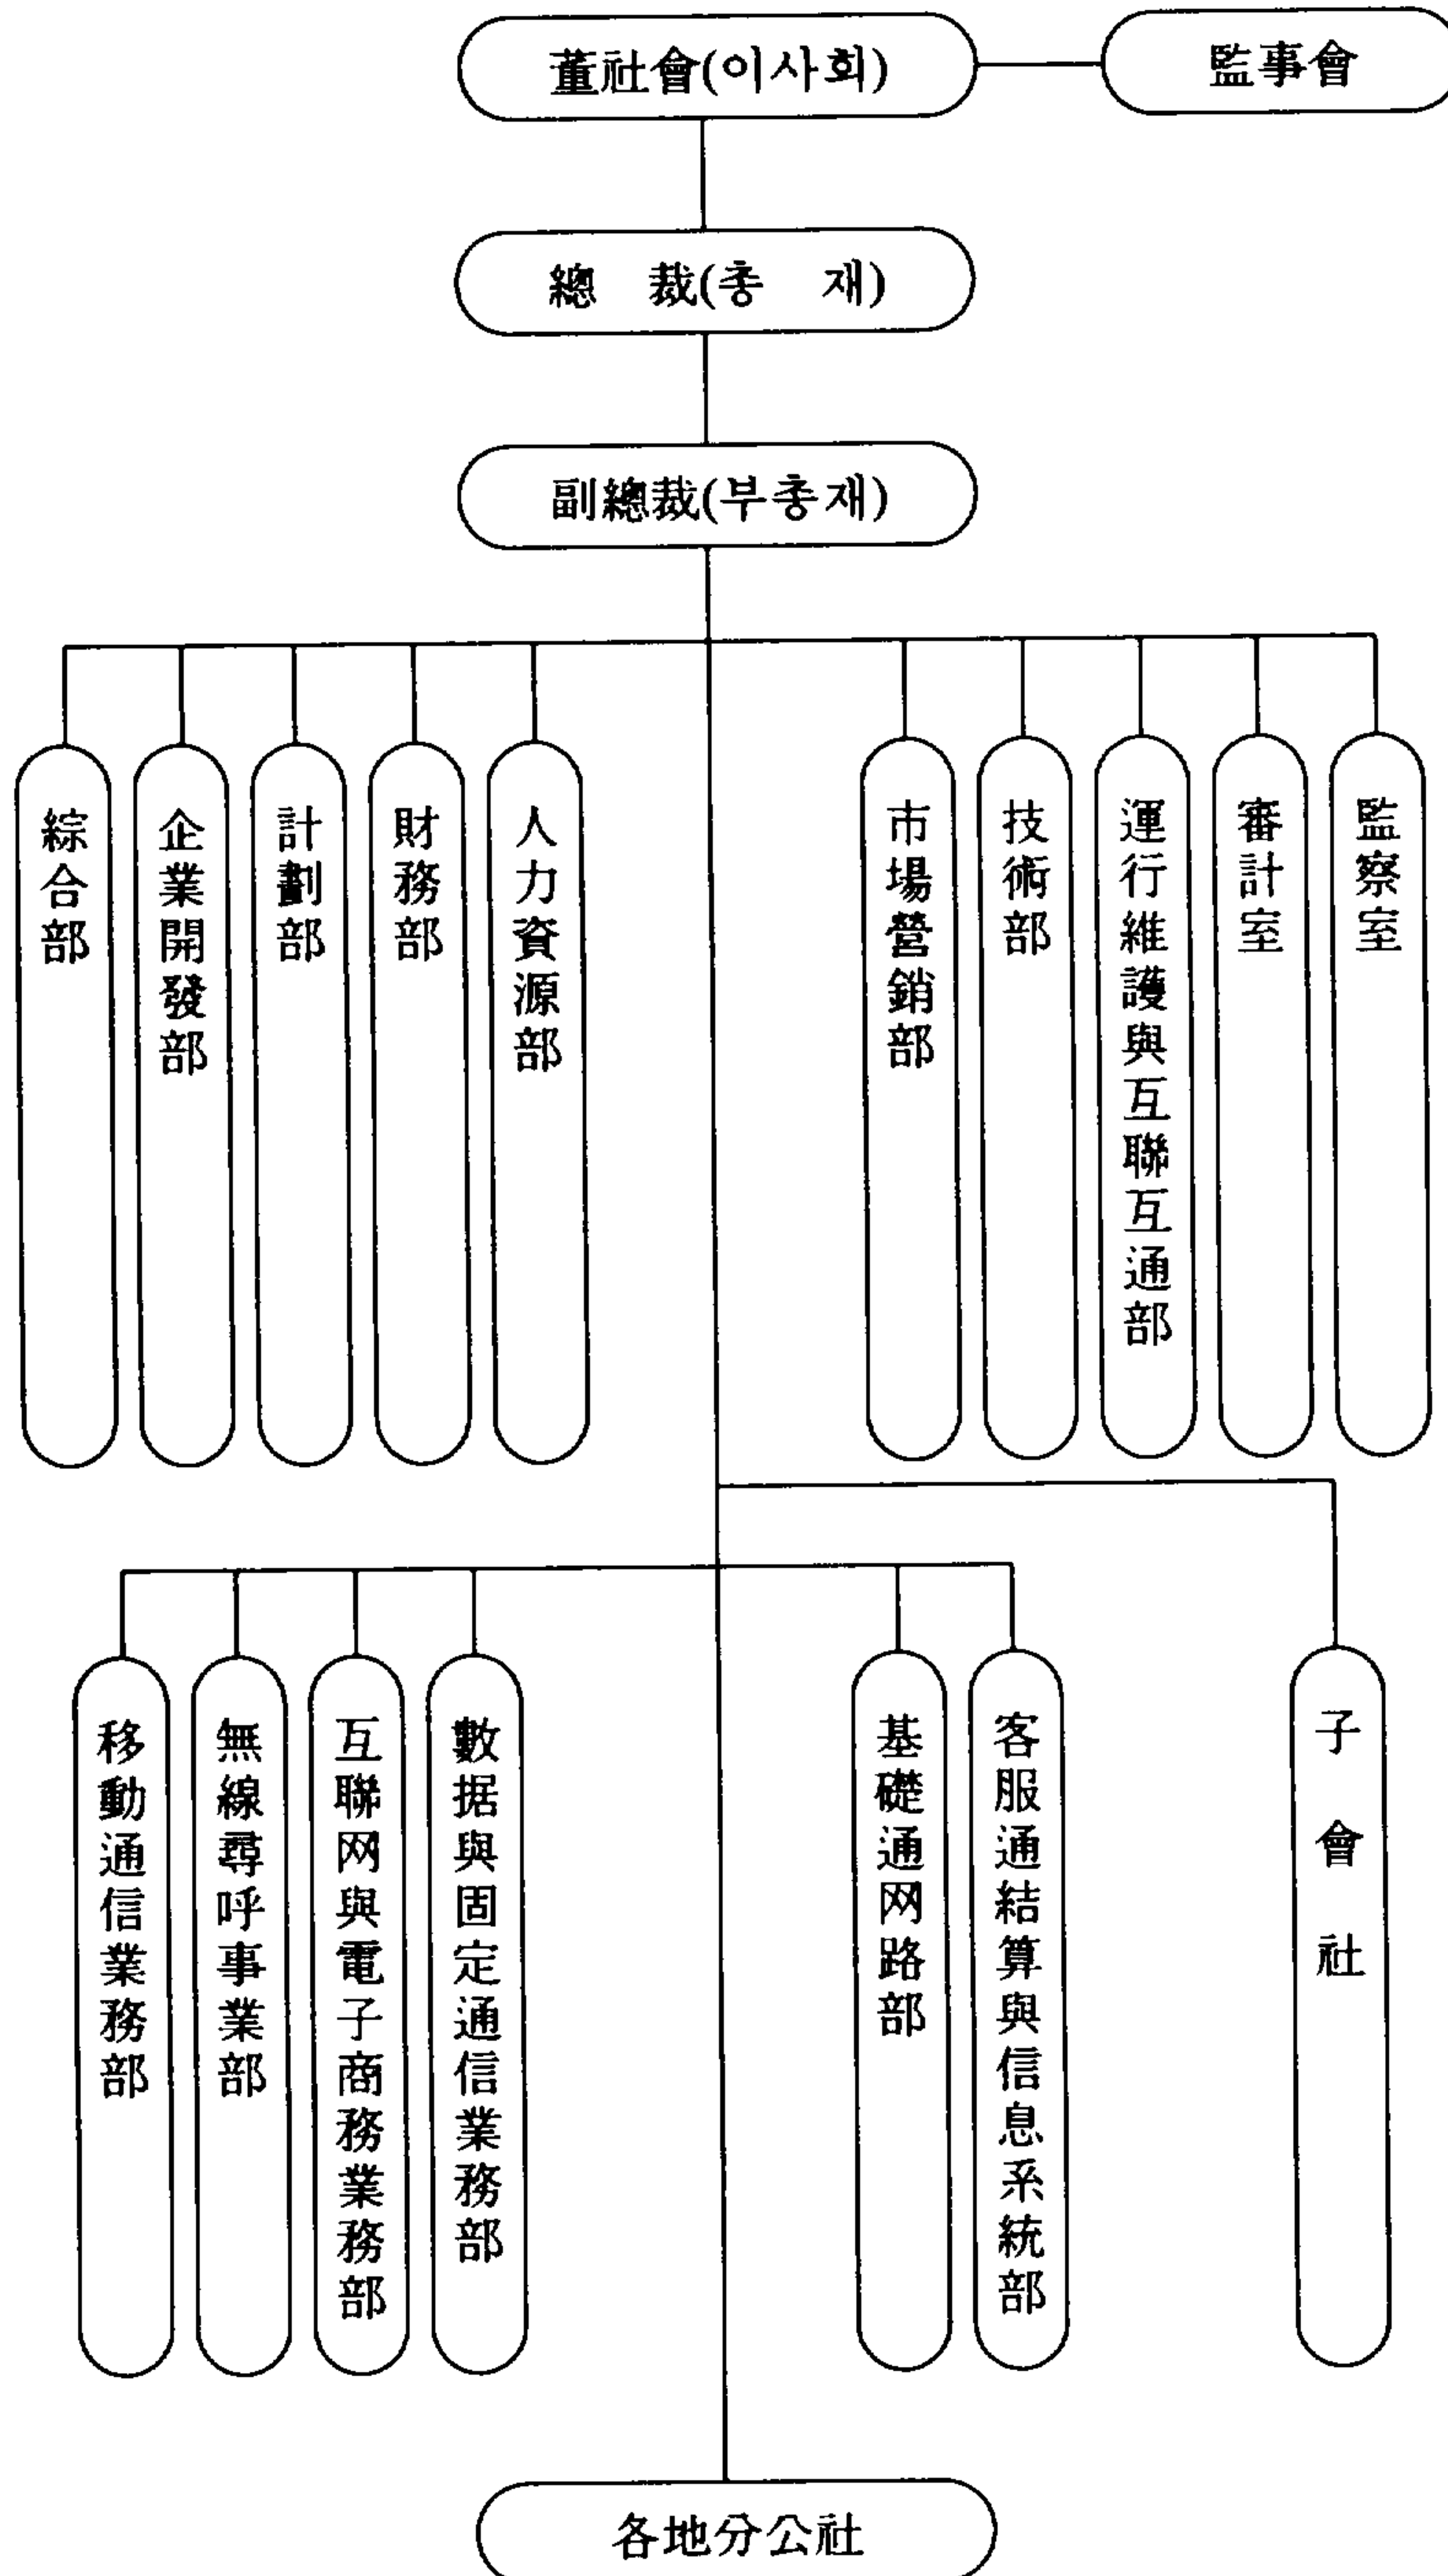 董社會(이사회)
監事會
總 裁(총 재)
副總裁(부총재)
綜合部
企業開發部
計劃部
財務部
人力資源部
市場營銷部
技術部
運行維護與互聯互通部
審計室
監察室
移動通信業務部
無線尋呼事業部
互聯网與電子商務業務部
數据與固定通信業務部
基礎通网路部
客服通結算與信息系統部
子會社
各地分公社